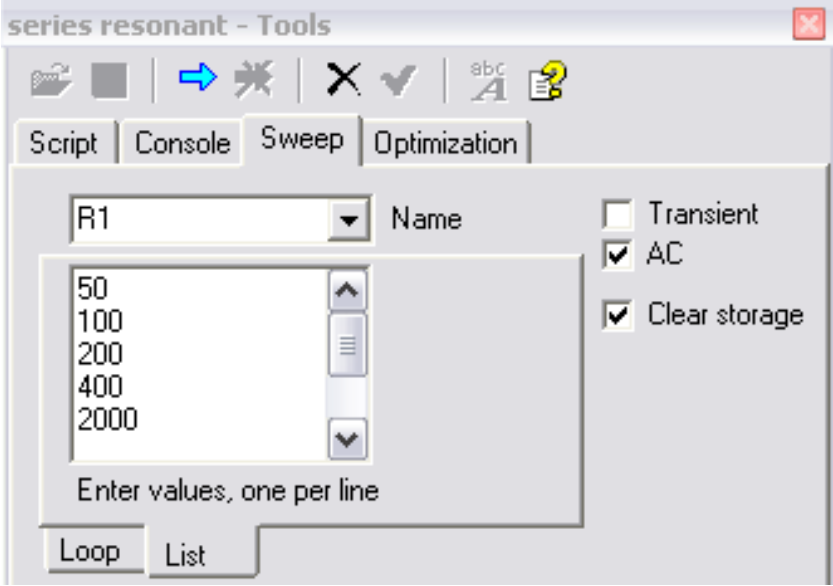 series resonant - Tools
abc A
Script Console Sweep Optimization
R1 Name
Transient
AC
50
100
200
400
2000
Clear storage
Enter values, one per line
Loop List